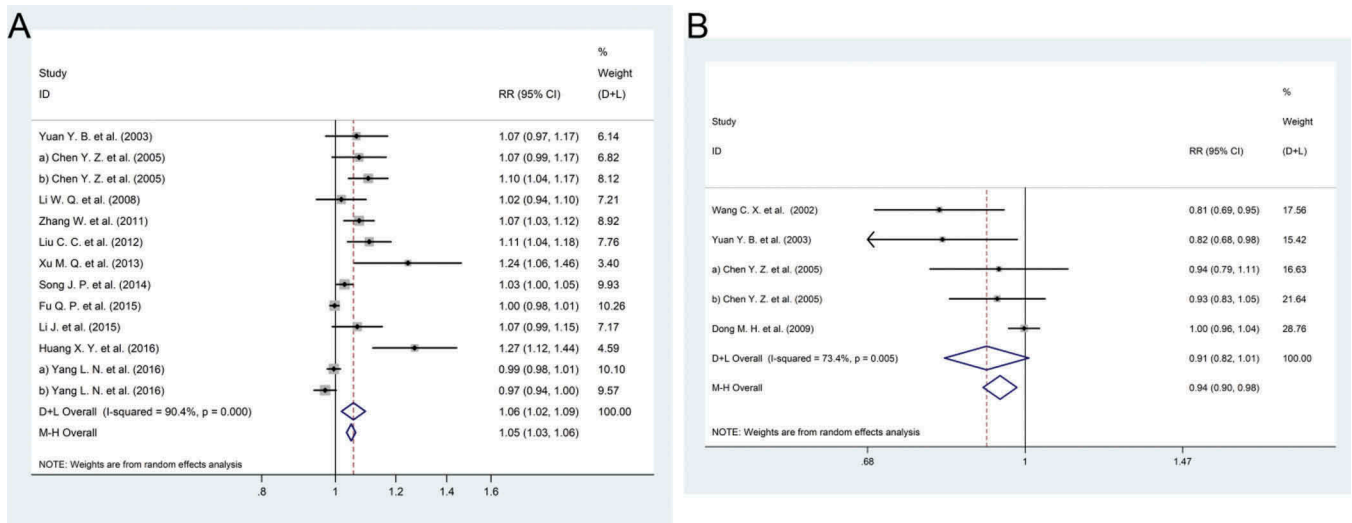 A
%
Study Weight
ID RR (95% CI) (D+L)
Yuan Y. B. et al. (2003) 1.07 (0.97, 1.17) 6.14
a) Chen Y. Z. et al. (2005) 1.07 (0.99, 1.17) 6.82
b) Chen Y. Z. et al. (2005) 1.10 (1.04, 1.17) 8.12
Li W. Q. et al. (2008) 1.02 (0.94, 1.10) 7.21
Zhang W. et al. (2011) 1.07 (1.03, 1.12) 8.92
Liu C. C. et al. (2012) 1.11 (1.04, 1.18) 7.76
Xu M. Q. et al. (2013) 1.24 (1.06, 1.46) 3.40
Song J. P. et al. (2014) 1.03 (1.00, 1.05) 9.93
Fu Q. P. et al. (2015) 1.00 (0.98, 1.01) 10.26
Li J. et al. (2015) 1.07 (0.99, 1.15) 7.17
Huang X. Y. et al. (2016) 1.27 (1.12, 1.44) 4.59
a) Yang L. N. et al. (2016) 0.99 (0.98, 1.01) 10.10
b) Yang L. N. et al. (2016) 0.97 (0.94, 1.00) 9.57
D+L Overall (I-squared = 90.4%, p = 0.000) 1.06 (1.02, 1.09) 100.00
M-H Overall 1.05 (1.03, 1.06)
NOTE: Weights are from random effects analysis
.8 1 1.2 1.4 1.6
B
%
Study Weight
ID RR (95% CI) (D+L)
Wang C. X. et al. (2002) 0.81 (0.69, 0.95) 17.56
Yuan Y. B. et al. (2003) 0.82 (0.68, 0.98) 15.42
a) Chen Y. Z. et al. (2005) 0.94 (0.79, 1.11) 16.63
b) Chen Y. Z. et al. (2005) 0.93 (0.83, 1.05) 21.64
Dong M. H. et al. (2009) 1.00 (0.96, 1.04) 28.76
D+L Overall (I-squared = 73.4%, p = 0.005) 0.91 (0.82, 1.01) 100.00
M-H Overall 0.94 (0.90, 0.98)
NOTE: Weights are from random effects analysis
.68 1 1.47